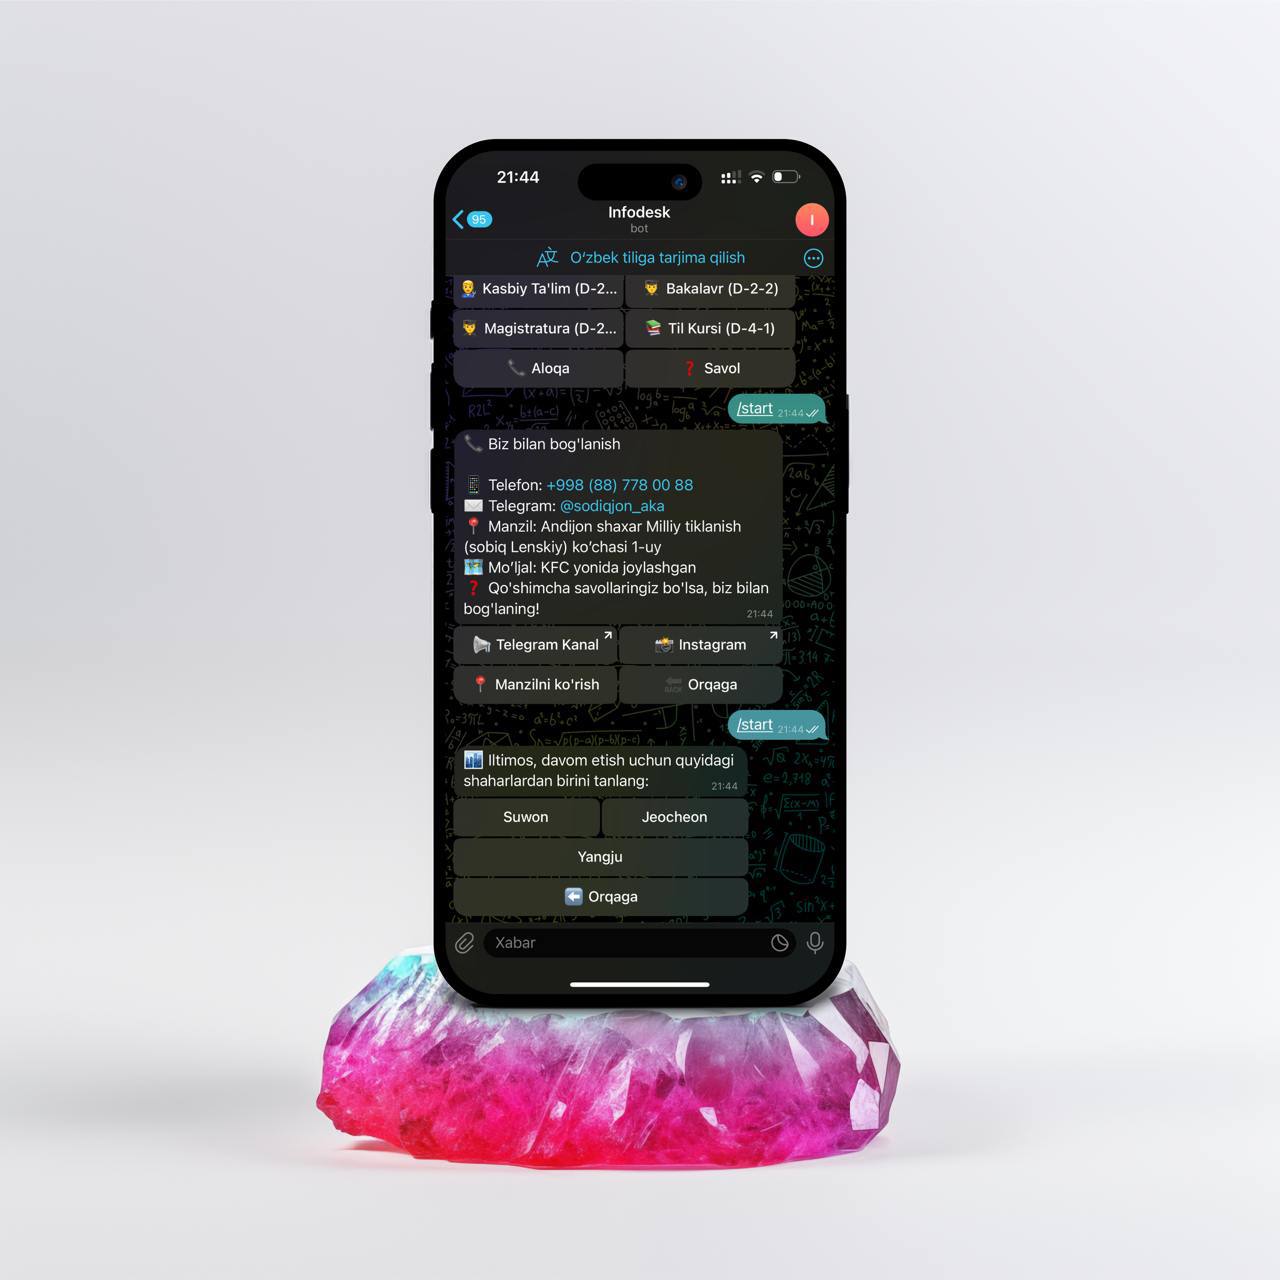 21:44
95
Infodesk
bot
I
Oʻzbek tiliga tarjima qilish
👨‍🎨 Kasbiy Ta'lim (D-2...
👨‍🎓 Bakalavr (D-2-2)
👨‍🎓 Magistratura (D-2...
📚 Til Kursi (D-4-1)
📞 Aloqa
❓ Savol
/start 21:44
📞 Biz bilan bog'lanish
📱 Telefon: +998 (88) 778 00 88
✉️ Telegram: @sodiqjon_aka
📍 Manzil: Andijon shaxar Milliy tiklanish
(sobiq Lenskiy) ko‘chasi 1-uy
🗺 Mo‘ljal: KFC yonida joylashgan
❓ Qo'shimcha savollaringiz bo'lsa, biz bilan
bog'laning! 21:44
📢 Telegram Kanal
📸 Instagram
📍 Manzilni ko'rish
🔙 Orqaga
/start 21:44
🏙 Iltimos, davom etish uchun quyidagi
shaharlardan birini tanlang: 21:44
Suwon
Jeocheon
Yangju
⬅️ Orqaga
Xabar